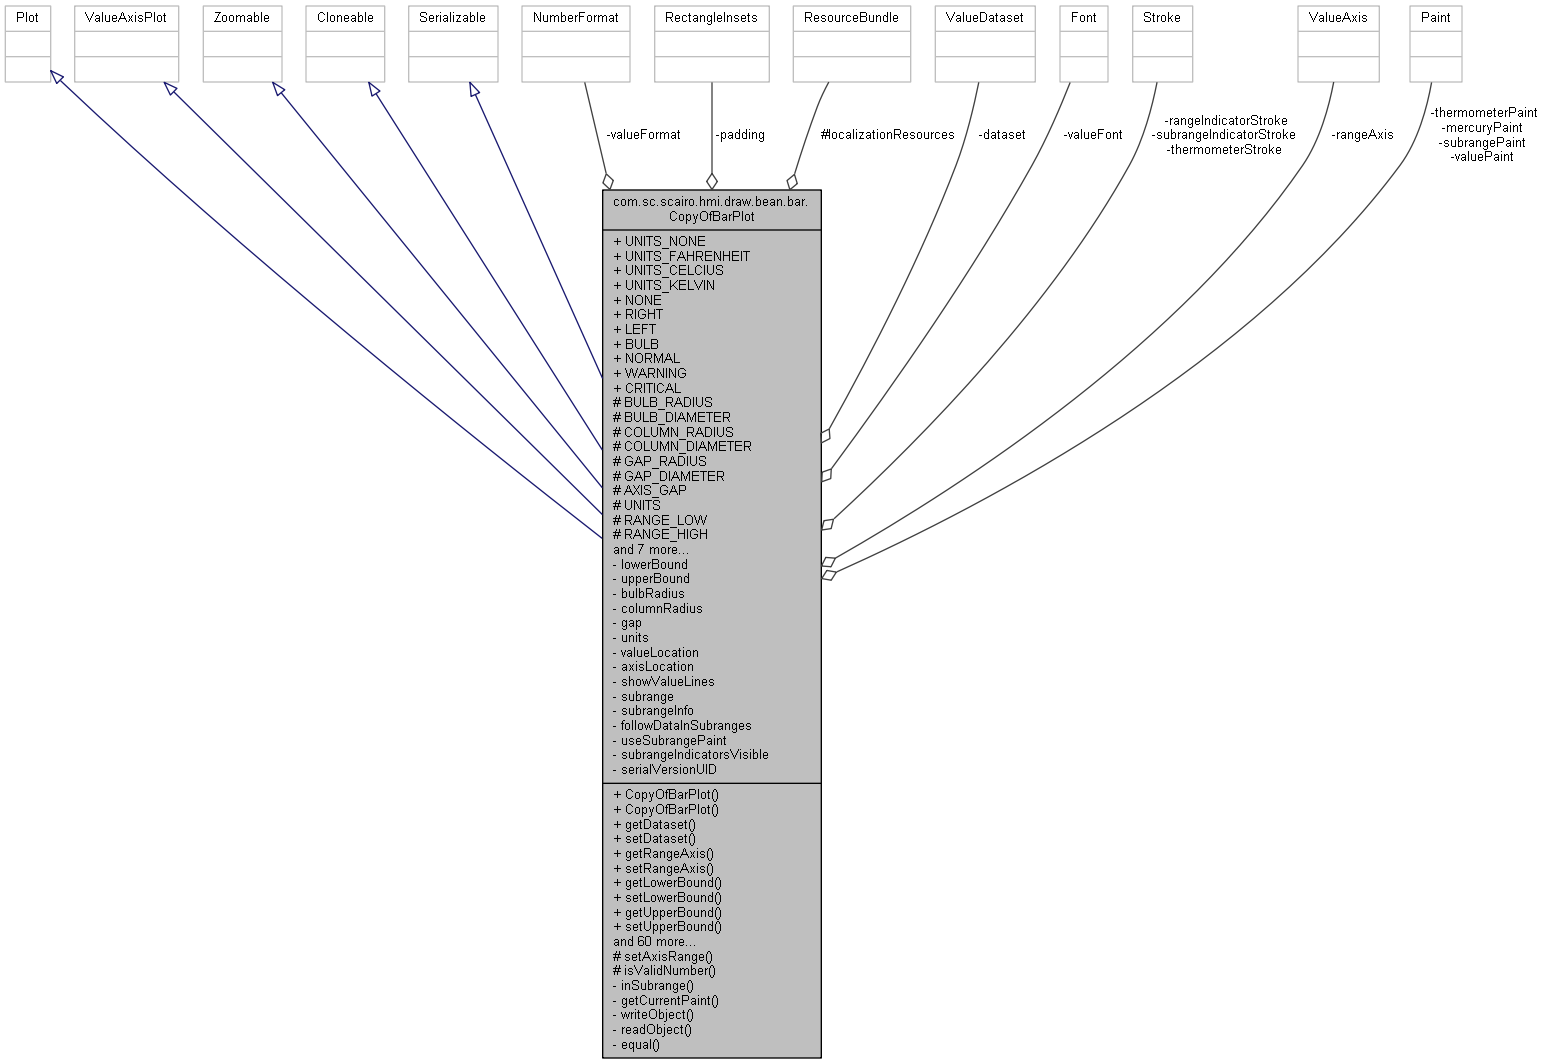 Plot
ValueAxisPlot
Zoomable
Cloneable
Serializable
NumberFormat
RectangleInsets
ResourceBundle
ValueDataset
Font
Stroke
ValueAxis
Paint
-valueFormat
-padding
#localizationResources
-dataset
-valueFont
-rangeIndicatorStroke
-subrangeIndicatorStroke
-thermometerStroke
-rangeAxis
-thermometerPaint
-mercuryPaint
-subrangePaint
-valuePaint
com.sc.scairo.hmi.draw.bean.bar.
CopyOfBarPlot
+ UNITS_NONE
+ UNITS_FAHRENHEIT
+ UNITS_CELCIUS
+ UNITS_KELVIN
+ NONE
+ RIGHT
+ LEFT
+ BULB
+ NORMAL
+ WARNING
+ CRITICAL
# BULB_RADIUS
# BULB_DIAMETER
# COLUMN_RADIUS
# COLUMN_DIAMETER
# GAP_RADIUS
# GAP_DIAMETER
# AXIS_GAP
# UNITS
# RANGE_LOW
# RANGE_HIGH
and 7 more...
- lowerBound
- upperBound
- bulbRadius
- columnRadius
- gap
- units
- valueLocation
- axisLocation
- showValueLines
- subrange
- subrangeInfo
- followDataInSubranges
- useSubrangePaint
- subrangeIndicatorsVisible
- serialVersionUID
+ CopyOfBarPlot()
+ CopyOfBarPlot()
+ getDataset()
+ setDataset()
+ getRangeAxis()
+ setRangeAxis()
+ getLowerBound()
+ setLowerBound()
+ getUpperBound()
+ setUpperBound()
and 60 more...
# setAxisRange()
# isValidNumber()
- inSubrange()
- getCurrentPaint()
- writeObject()
- readObject()
- equal()